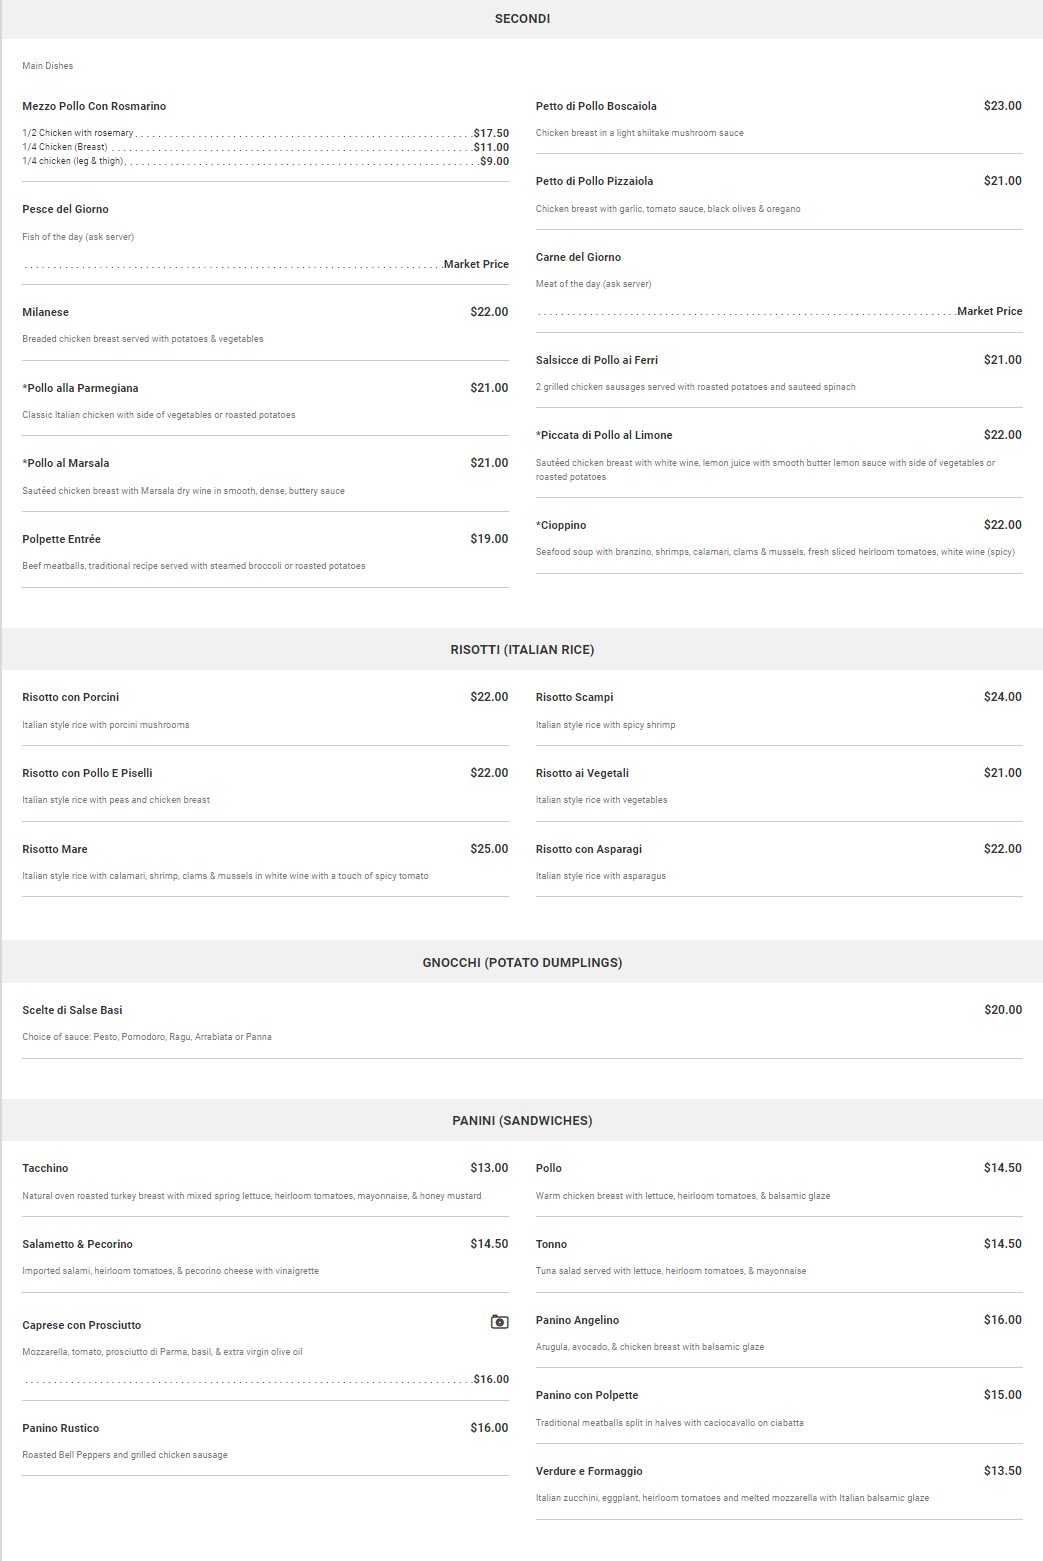 SECONDI
Main Dishes
Mezzo Pollo Con Rosmarino
1/2 Chicken with rosemary $17.50
1/4 Chicken (Breast) $11.00
1/4 chicken (leg & thigh) $9.00
Pesce del Giorno
Fish of the day (ask server)
Market Price
Milanese $22.00
Breaded chicken breast served with potatoes & vegetables
*Pollo alla Parmegiana $21.00
Classic Italian chicken with side of vegetables or roasted potatoes
*Pollo al Marsala $21.00
Sautéed chicken breast with Marsala dry wine in smooth, dense, buttery sauce
Polpette Entrée $19.00
Beef meatballs, traditional recipe served with steamed broccoli or roasted potatoes
Petto di Pollo Boscaiola $23.00
Chicken breast in a light shiitake mushroom sauce
Petto di Pollo Pizzaiola $21.00
Chicken breast with garlic, tomato sauce, black olives & oregano
Carne del Giorno
Meat of the day (ask server)
Market Price
Salsicce di Pollo ai Ferri $21.00
2 grilled chicken sausages served with roasted potatoes and sauteed spinach
*Piccata di Pollo al Limone $22.00
Sautéed chicken breast with white wine, lemon juice with smooth butter lemon sauce with side of vegetables or
roasted potatoes
*Cioppino $22.00
Seafood soup with branzino, shrimps, calamari, clams & mussels, fresh sliced heirloom tomatoes, white wine (spicy)
RISOTTI (ITALIAN RICE)
Risotto con Porcini $22.00
Italian style rice with porcini mushrooms
Risotto con Pollo E Piselli $22.00
Italian style rice with peas and chicken breast
Risotto Mare $25.00
Italian style rice with calamari, shrimp, clams & mussels in white wine with a touch of spicy tomato
Risotto Scampi $24.00
Italian style rice with spicy shrimp
Risotto ai Vegetali $21.00
Italian style rice with vegetables
Risotto con Asparagi $22.00
Italian style rice with asparagus
GNOCCHI (POTATO DUMPLINGS)
Scelte di Salse Basi $20.00
Choice of sauce: Pesto, Pomodoro, Ragu, Arrabiata or Panna
PANINI (SANDWICHES)
Tacchino $13.00
Natural oven roasted turkey breast with mixed spring lettuce, heirloom tomatoes, mayonnaise, & honey mustard
Salametto & Pecorino $14.50
Imported salami, heirloom tomatoes, & pecorino cheese with vinaigrette
Caprese con Prosciutto
Mozzarella, tomato, prosciutto di Parma, basil, & extra virgin olive oil
$16.00
Panino Rustico $16.00
Roasted Bell Peppers and grilled chicken sausage
Pollo $14.50
Warm chicken breast with lettuce, heirloom tomatoes, & balsamic glaze
Tonno $14.50
Tuna salad served with lettuce, heirloom tomatoes, & mayonnaise
Panino Angelino $16.00
Arugula, avocado, & chicken breast with balsamic glaze
Panino con Polpette $15.00
Traditional meatballs split in halves with caciocavallo on ciabatta
Verdure e Formaggio $13.50
Italian zucchini, eggplant, heirloom tomatoes and melted mozzarella with Italian balsamic glaze